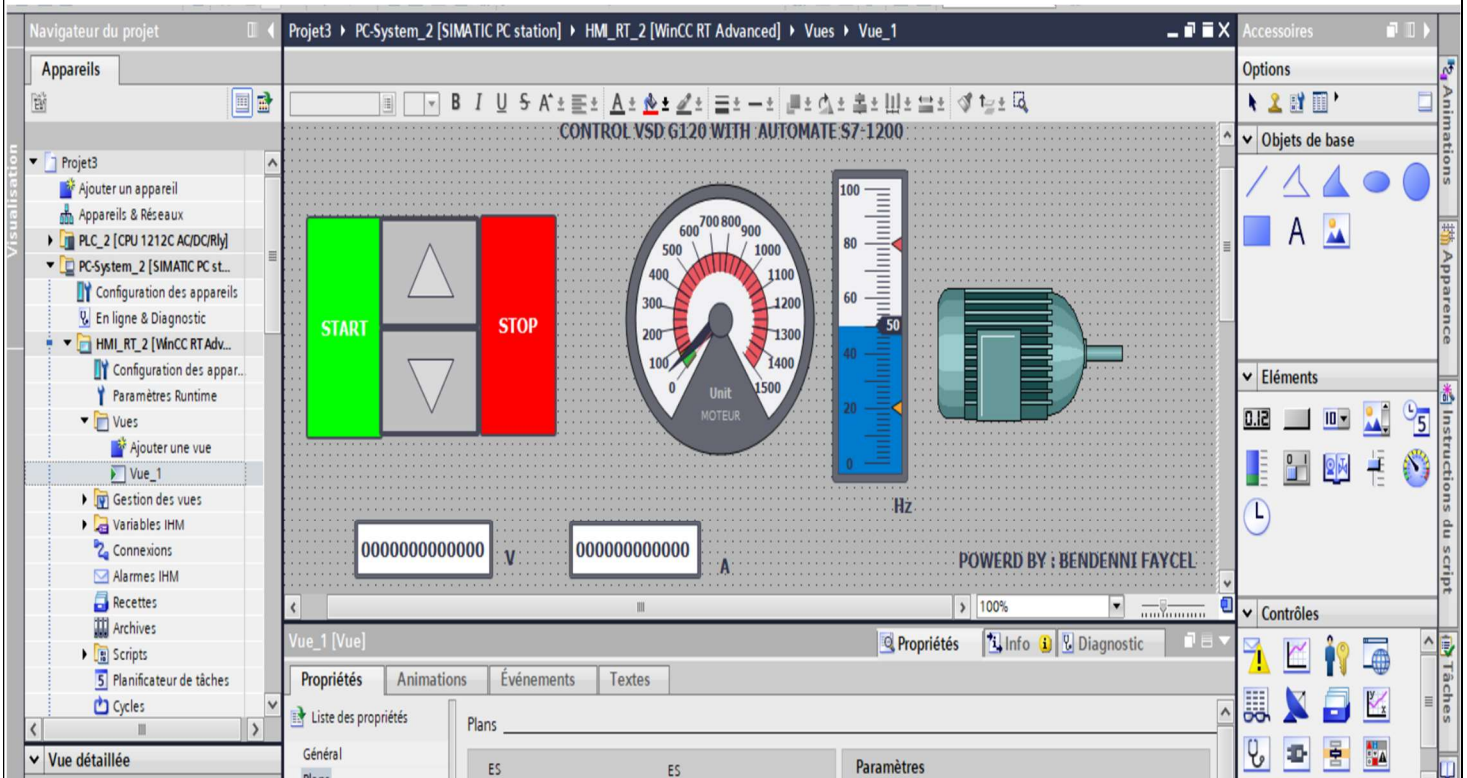 Navigateur du projet
Projet3 ▸ PC-System_2 [SIMATIC PC station] ▸ HMI_RT_2 [WinCC RT Advanced] ▸ Vues ▸ Vue_1
Accessoires
Appareils
Options
B I U S A
Visualisation
Projet3
Ajouter un appareil
Appareils & Réseaux
PLC_2 [CPU 1212C AC/DC/Rly]
PC-System_2 [SIMATIC PC st...
Configuration des appareils
En ligne & Diagnostic
HMI_RT_2 [WinCC RT Adv...
Configuration des appar...
Paramètres Runtime
Vues
Ajouter une vue
Vue_1
Gestion des vues
Variables IHM
Connexions
Alarmes IHM
Recettes
Archives
Scripts
Planificateur de tâches
Cycles
Vue détaillée
CONTROL VSD G120 WITH AUTOMATE S7-1200
START
STOP
0
100
200
300
400
500
600
700
800
900
1000
1100
1200
1300
1400
1500
Unit
MOTEUR
100
80
60
50
40
20
0
Hz
0000000000000
V
000000000000
A
POWERD BY : BENDENNI FAYCEL
100%
Vue_1 [Vue]
Propriétés
Info
Diagnostic
Propriétés
Animations
Événements
Textes
Liste des propriétés
Général
Plans
Plans
ES
ES
Paramètres
Objets de base
A
Eléments
0.12
10
5
0 1
Contrôles
Animations
Apparence
Instructions du script
Tâches